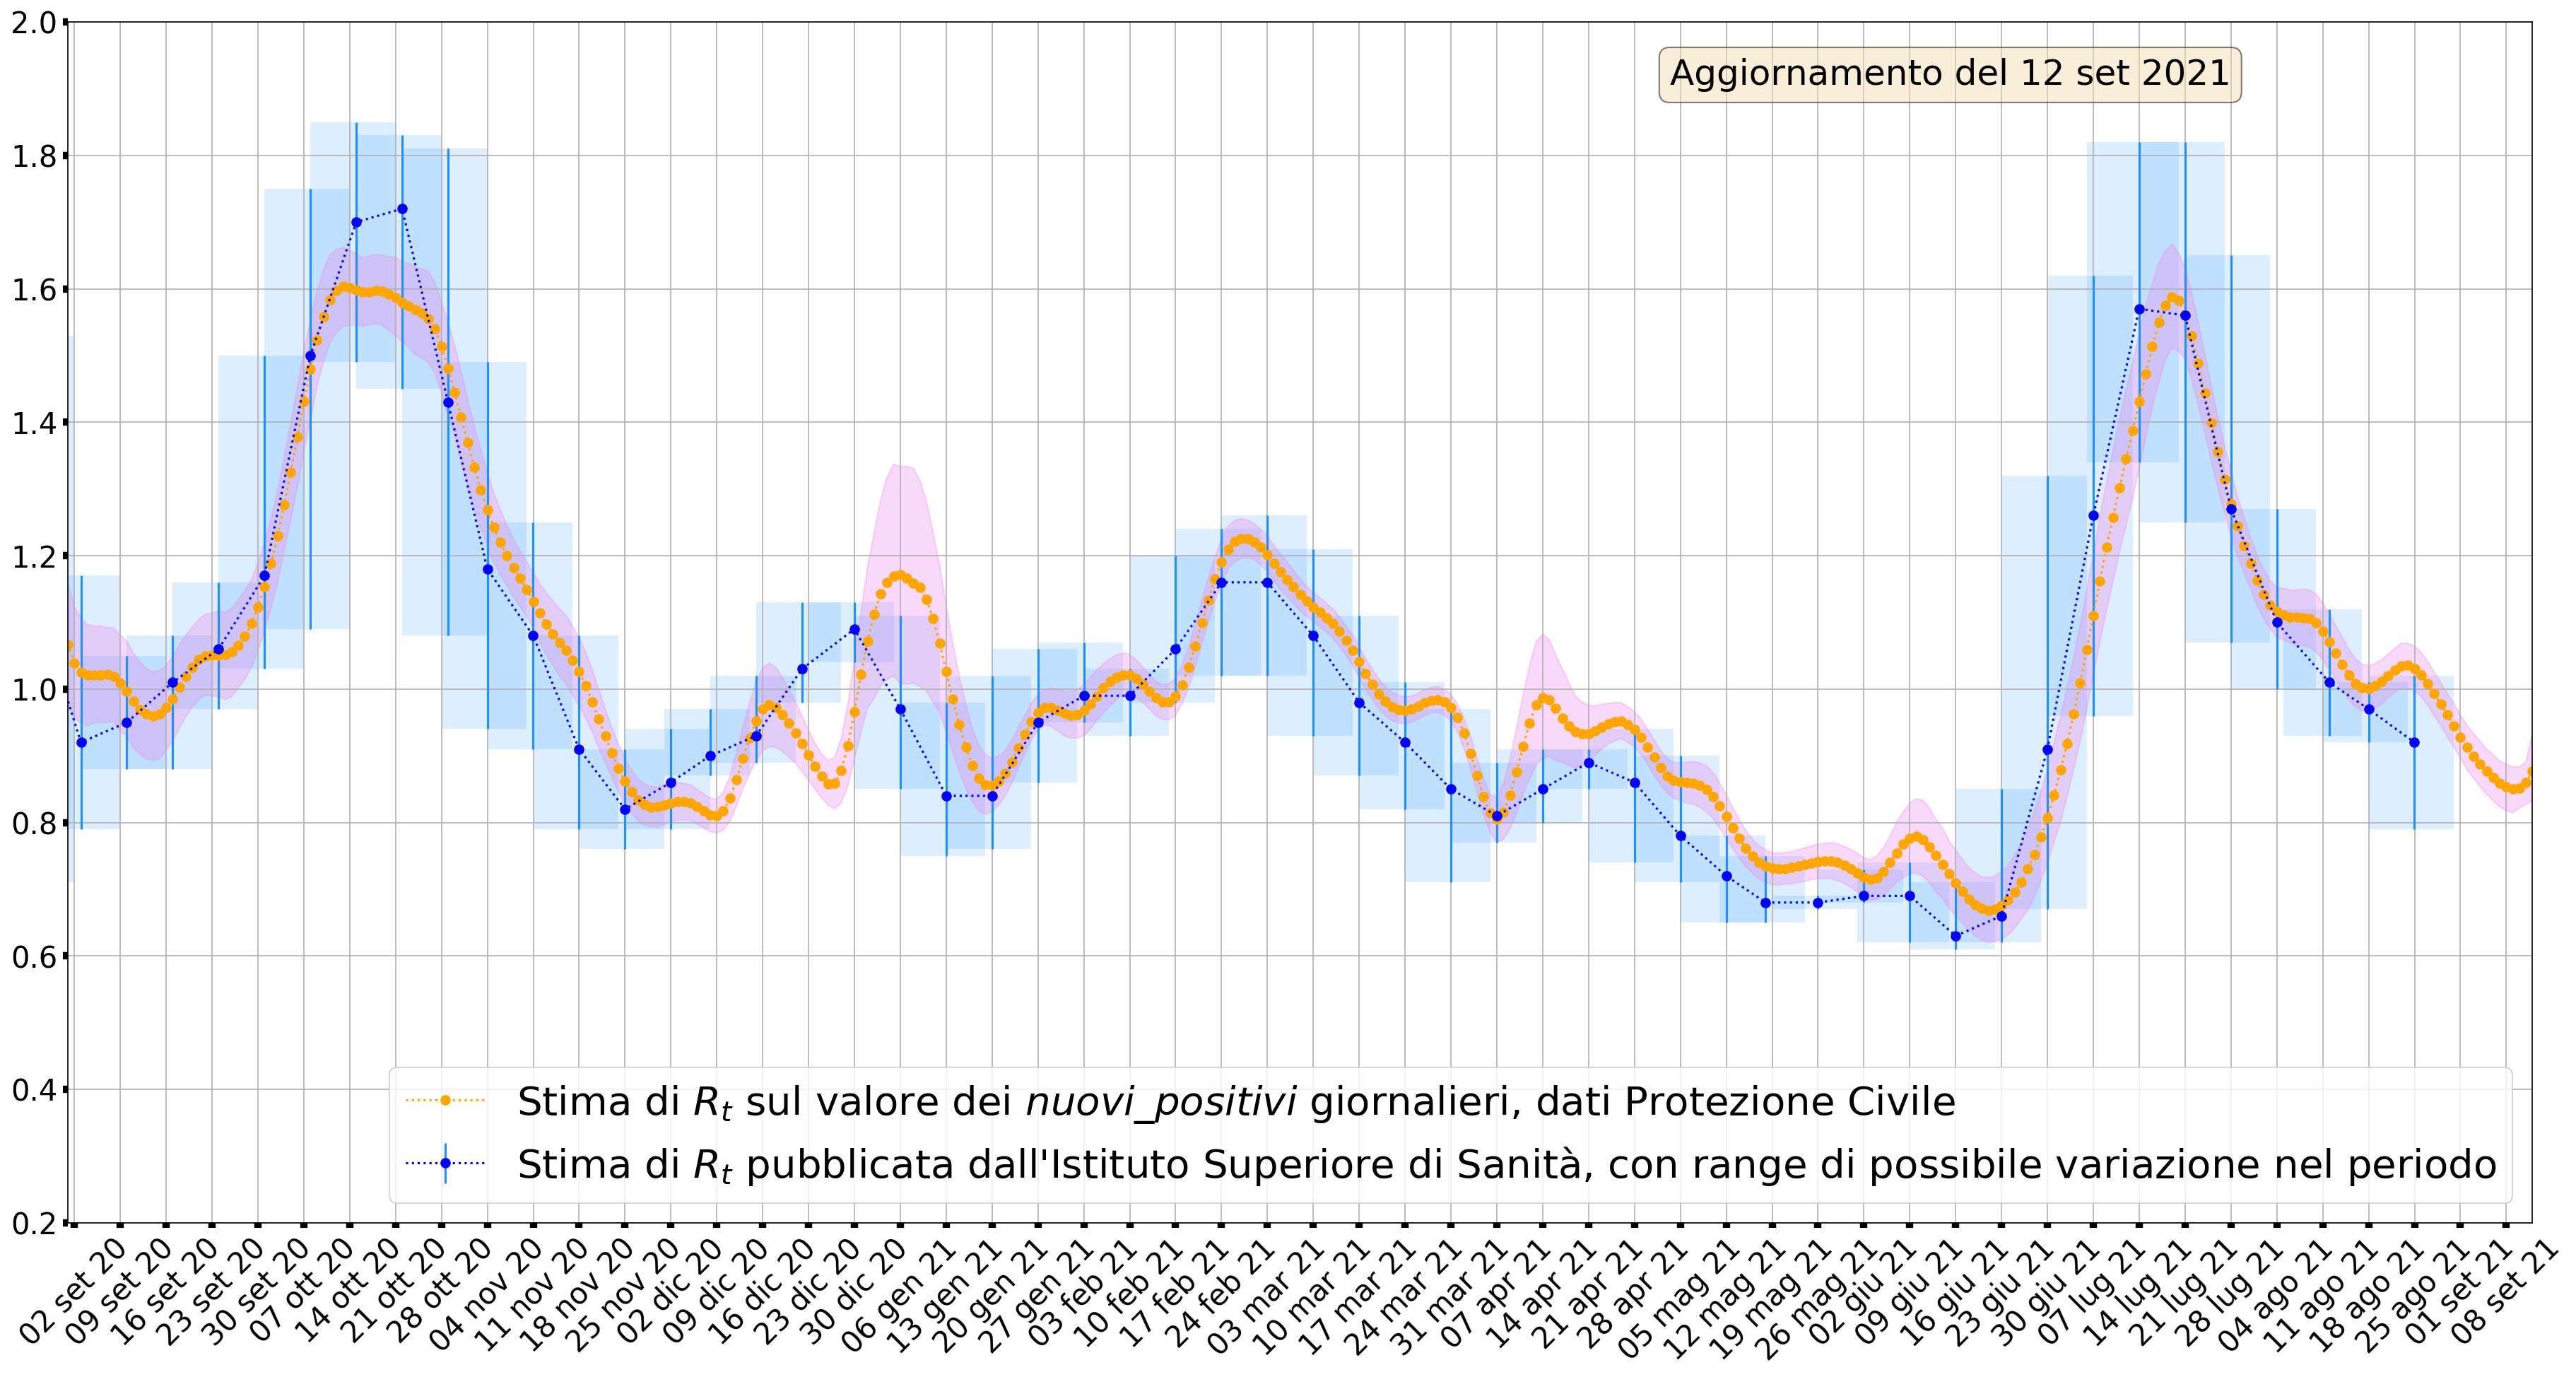 2.0
1.8
1.6
1.4
1.2
1.0
0.8
0.6
0.4
0.2
Aggiornamento del 12 set 2021
Stima di Rt sul valore dei nuovi_positivi giornalieri, dati Protezione Civile
Stima di Rt pubblicata dall'Istituto Superiore di Sanità, con range di possibile variazione nel periodo
02 set 20
09 set 20
16 set 20
23 set 20
30 set 20
07 ott 20
14 ott 20
21 ott 20
28 ott 20
04 nov 20
11 nov 20
18 nov 20
25 nov 20
02 dic 20
09 dic 20
16 dic 20
23 dic 20
30 dic 20
06 gen 21
13 gen 21
20 gen 21
27 gen 21
03 feb 21
10 feb 21
17 feb 21
24 feb 21
03 mar 21
10 mar 21
17 mar 21
24 mar 21
31 mar 21
07 apr 21
14 apr 21
21 apr 21
28 apr 21
05 mag 21
12 mag 21
19 mag 21
26 mag 21
02 giu 21
09 giu 21
16 giu 21
23 giu 21
30 giu 21
07 lug 21
14 lug 21
21 lug 21
28 lug 21
04 ago 21
11 ago 21
18 ago 21
25 ago 21
01 set 21
08 set 21